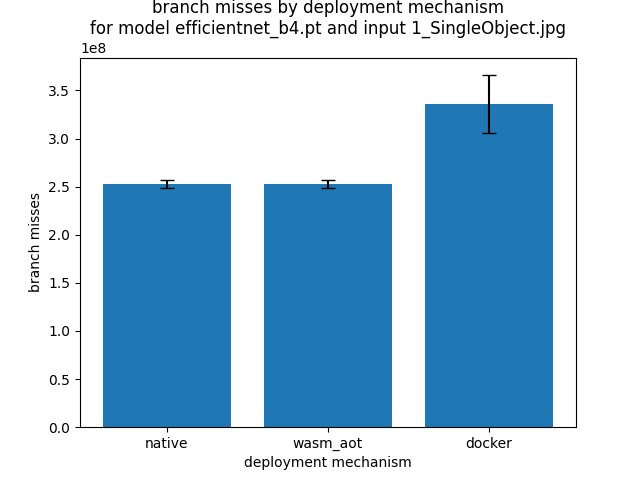 branch misses by deployment mechanism
for model efficientnet_b4.pt and input 1_SingleObject.jpg
1e8
3.5
3.0
2.5
2.0
1.5
1.0
0.5
0.0
branch misses
native wasm_aot docker
deployment mechanism